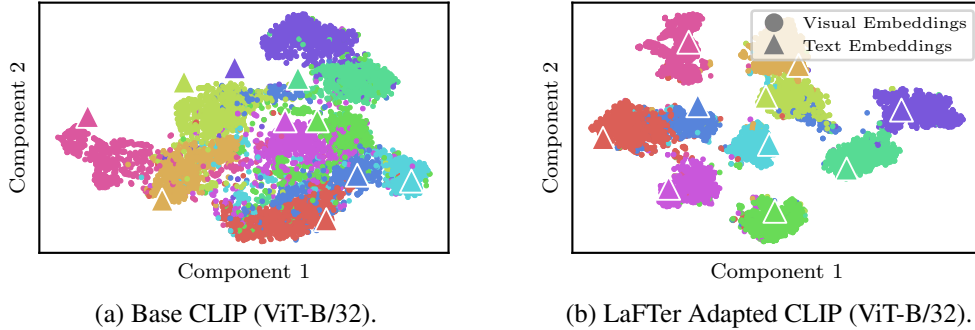 Component 2
Component 1
(a) Base CLIP (ViT-B/32).
Visual Embeddings
Text Embeddings
Component 2
Component 1
(b) LaFTer Adapted CLIP (ViT-B/32).